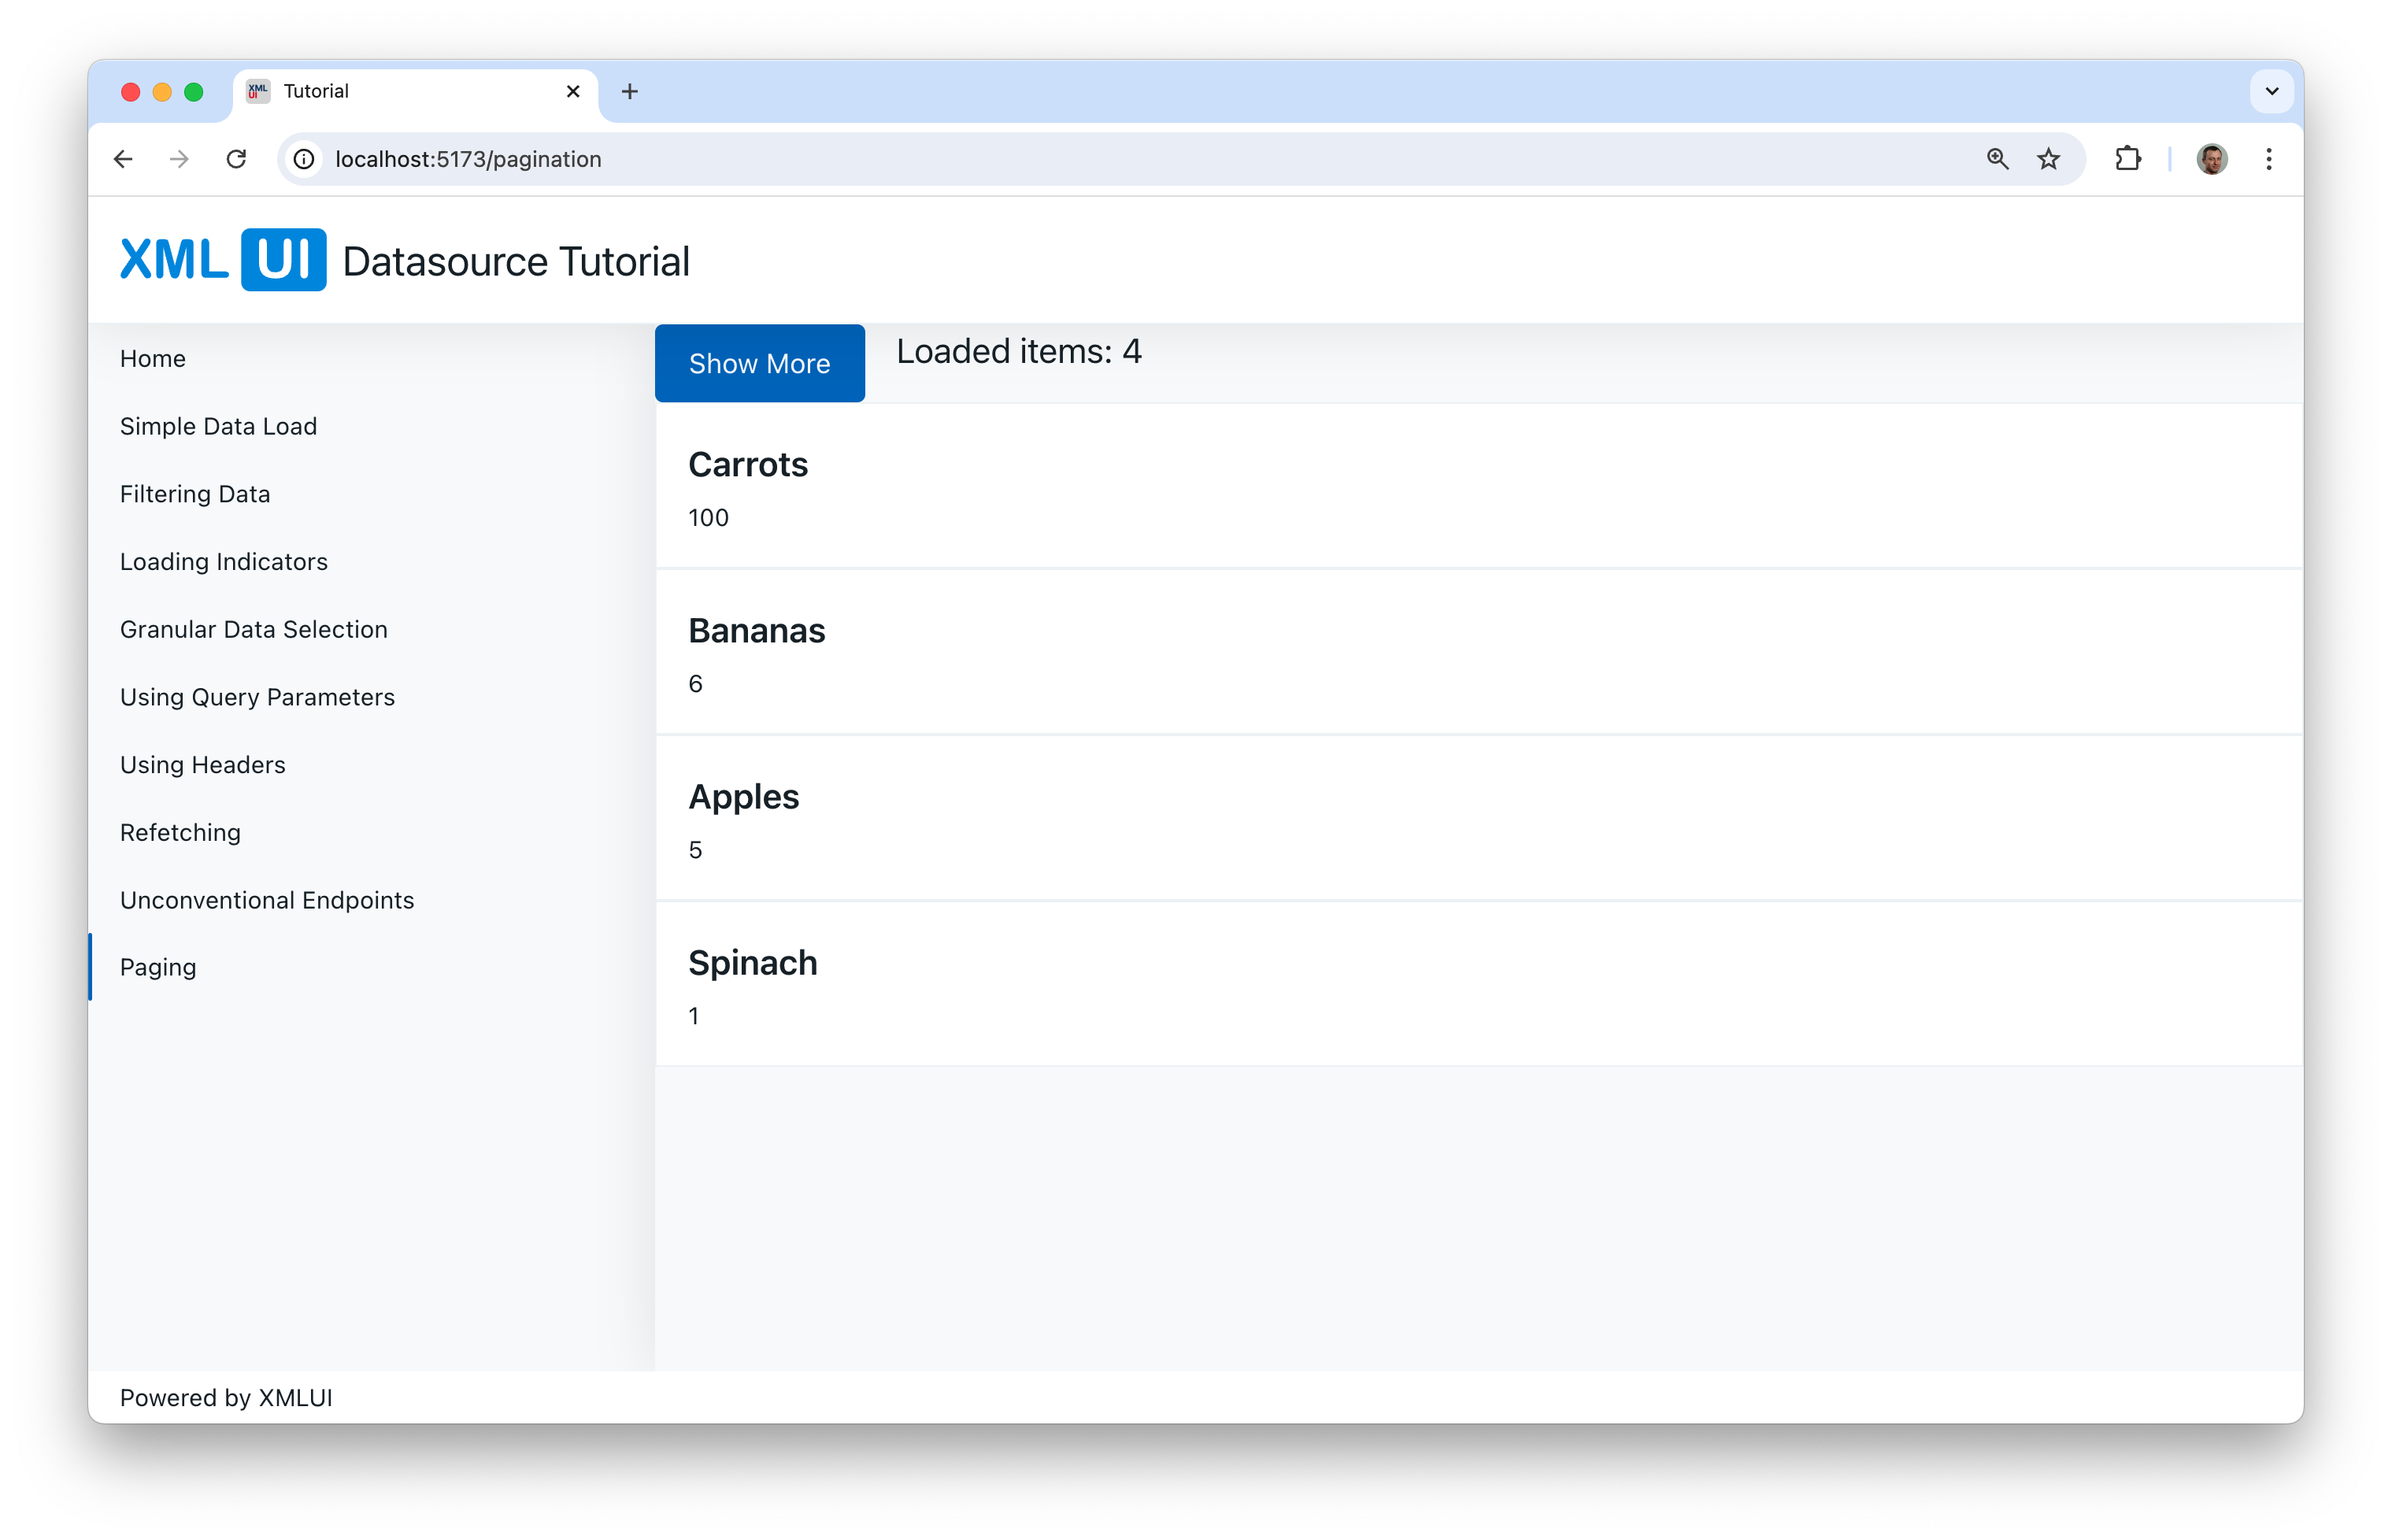 XML UI Tutorial
localhost:5173/pagination
XML UI Datasource Tutorial
Home
Simple Data Load
Filtering Data
Loading Indicators
Granular Data Selection
Using Query Parameters
Using Headers
Refetching
Unconventional Endpoints
Paging
Show More
Loaded items: 4
Carrots
100
Bananas
6
Apples
5
Spinach
1
Powered by XMLUI